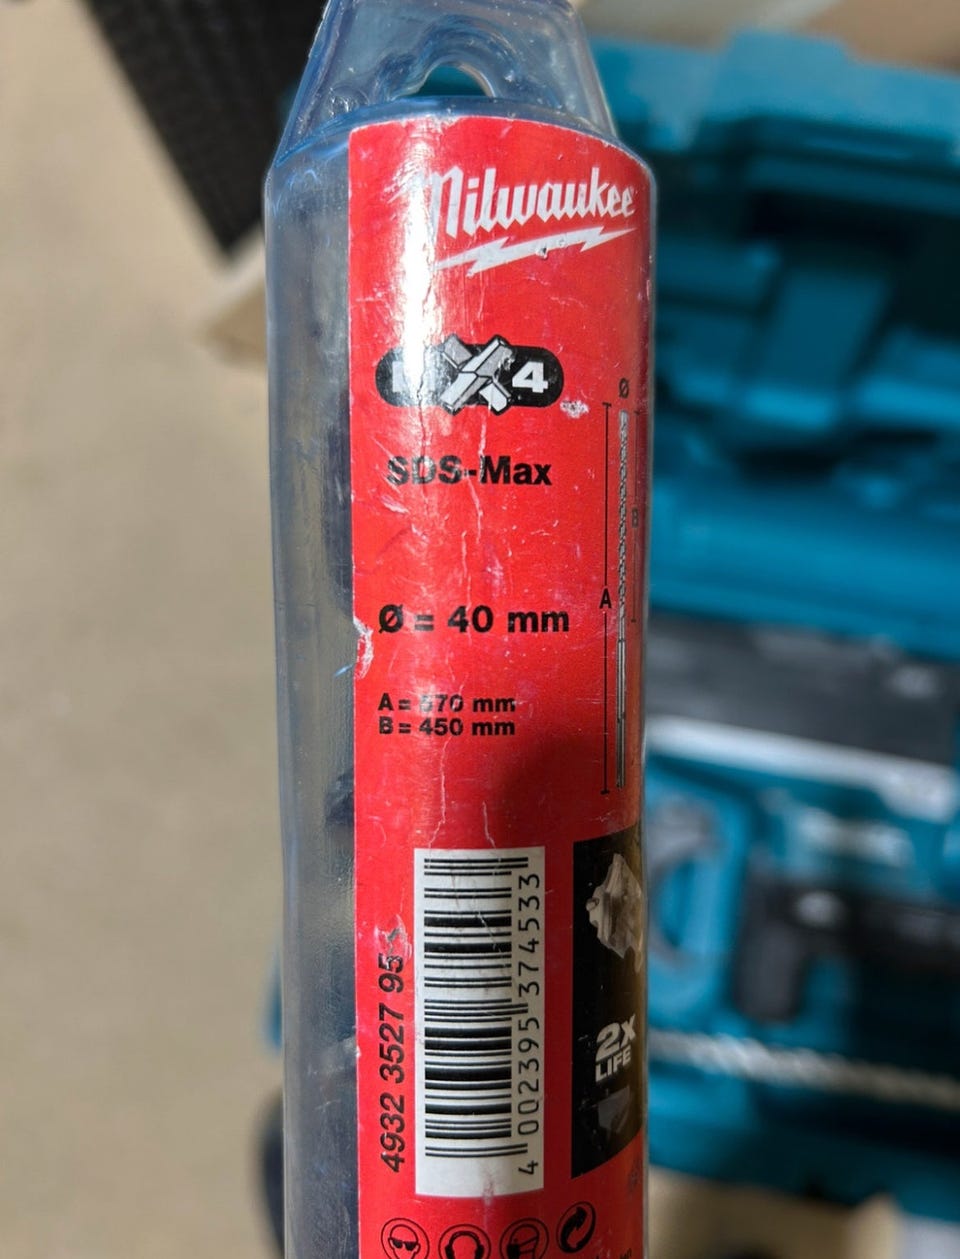 Milwaukee
4
SDS-Max
Ø = 40 mm
Ø
A
B
A = 570 mm
B = 450 mm
4932 3527 95
4 002395 374533
2x
LIFE